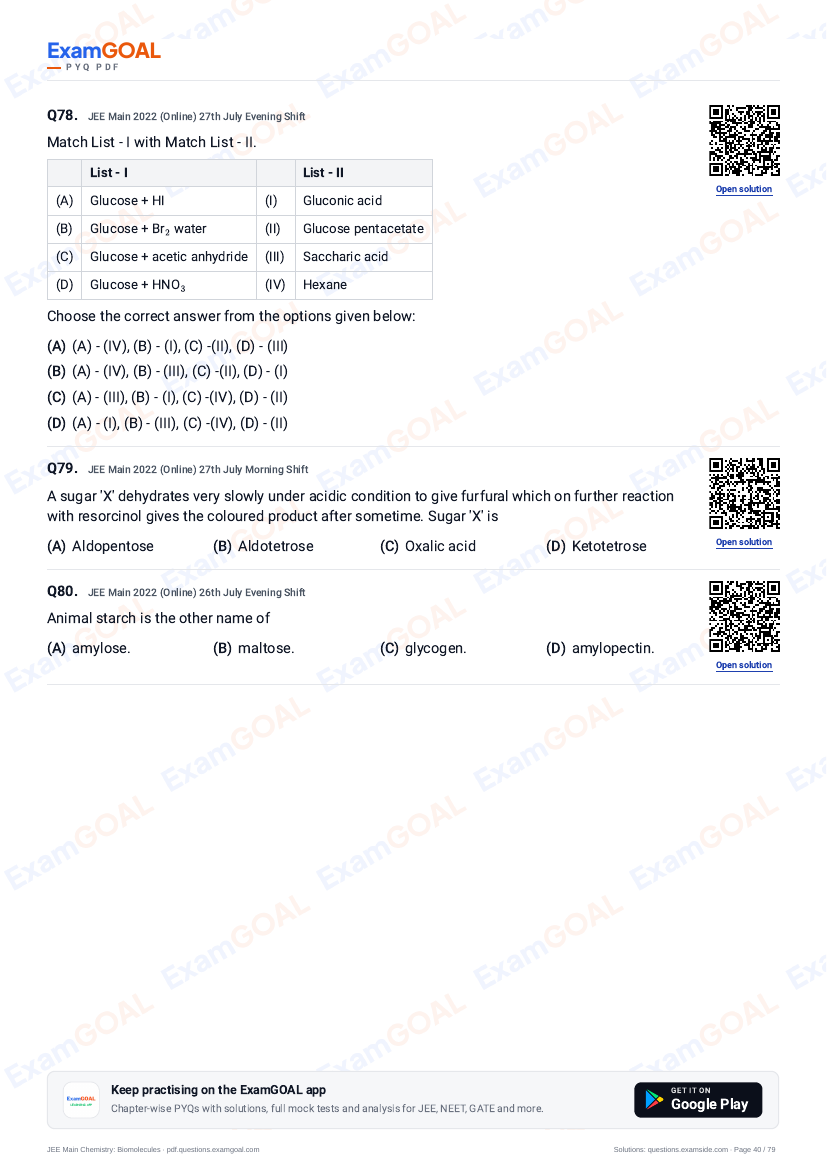 ExamGOAL
PYQ PDF
Q78. JEE Main 2022 (Online) 27th July Evening Shift
Match List - I with Match List - II.
List - I List - II
(A) Glucose + HI (I) Gluconic acid
(B) Glucose + Br₂ water (II) Glucose pentacetate
(C) Glucose + acetic anhydride (III) Saccharic acid
(D) Glucose + HNO₃ (IV) Hexane
Choose the correct answer from the options given below:
(A) (A) - (IV), (B) - (I), (C) -(II), (D) - (III)
(B) (A) - (IV), (B) - (III), (C) -(II), (D) - (I)
(C) (A) - (III), (B) - (I), (C) -(IV), (D) - (II)
(D) (A) - (I), (B) - (III), (C) -(IV), (D) - (II)
Open solution
Q79. JEE Main 2022 (Online) 27th July Morning Shift
A sugar 'X' dehydrates very slowly under acidic condition to give furfural which on further reaction
with resorcinol gives the coloured product after sometime. Sugar 'X' is
(A) Aldopentose (B) Aldotetrose (C) Oxalic acid (D) Ketotetrose
Open solution
Q80. JEE Main 2022 (Online) 26th July Evening Shift
Animal starch is the other name of
(A) amylose. (B) maltose. (C) glycogen. (D) amylopectin.
Open solution
Keep practising on the ExamGOAL app
Chapter-wise PYQs with solutions, full mock tests and analysis for JEE, NEET, GATE and more.
GET IT ON
Google Play
JEE Main Chemistry: Biomolecules · pdf.questions.examgoal.com Solutions: questions.examside.com · Page 40 / 79